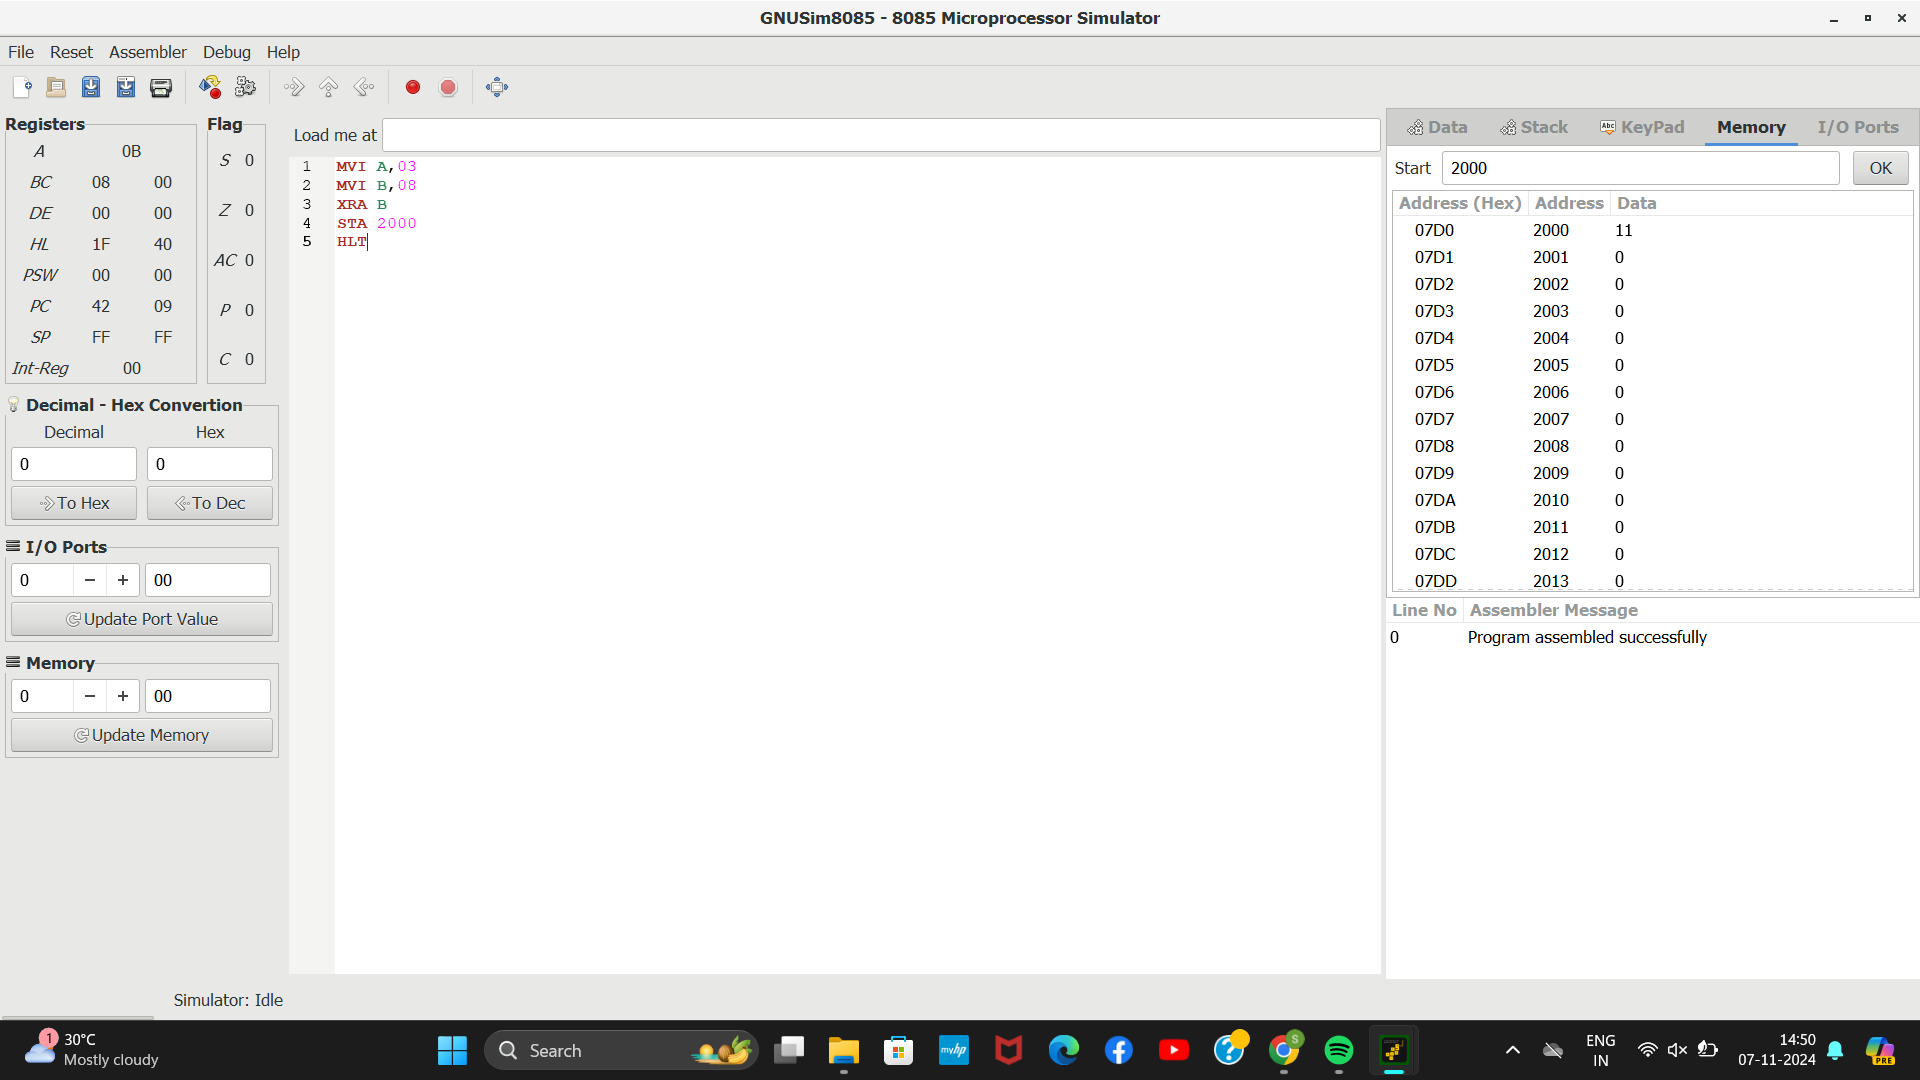 GNUSim8085 - 8085 Microprocessor Simulator
File Reset Assembler Debug Help
Registers
A 0B
BC 08 00
DE 00 00
HL 1F 40
PSW 00 00
PC 42 09
SP FF FF
Int-Reg 00
Flag
S 0
Z 0
AC 0
P 0
C 0
Decimal - Hex Convertion
Decimal Hex
0 0
To Hex To Dec
I/O Ports
0 − + 00
Update Port Value
Memory
0 − + 00
Update Memory
Load me at
1 MVI A,03
2 MVI B,08
3 XRA B
4 STA 2000
5 HLT
Data Stack Abc KeyPad Memory I/O Ports
Start 2000 OK
Address (Hex) Address Data
07D0 2000 11
07D1 2001 0
07D2 2002 0
07D3 2003 0
07D4 2004 0
07D5 2005 0
07D6 2006 0
07D7 2007 0
07D8 2008 0
07D9 2009 0
07DA 2010 0
07DB 2011 0
07DC 2012 0
07DD 2013 0
Line No Assembler Message
0 Program assembled successfully
Simulator: Idle
1 30°C
Mostly cloudy
Search
myhp
S
ENG
IN
14:50
07-11-2024
PRE